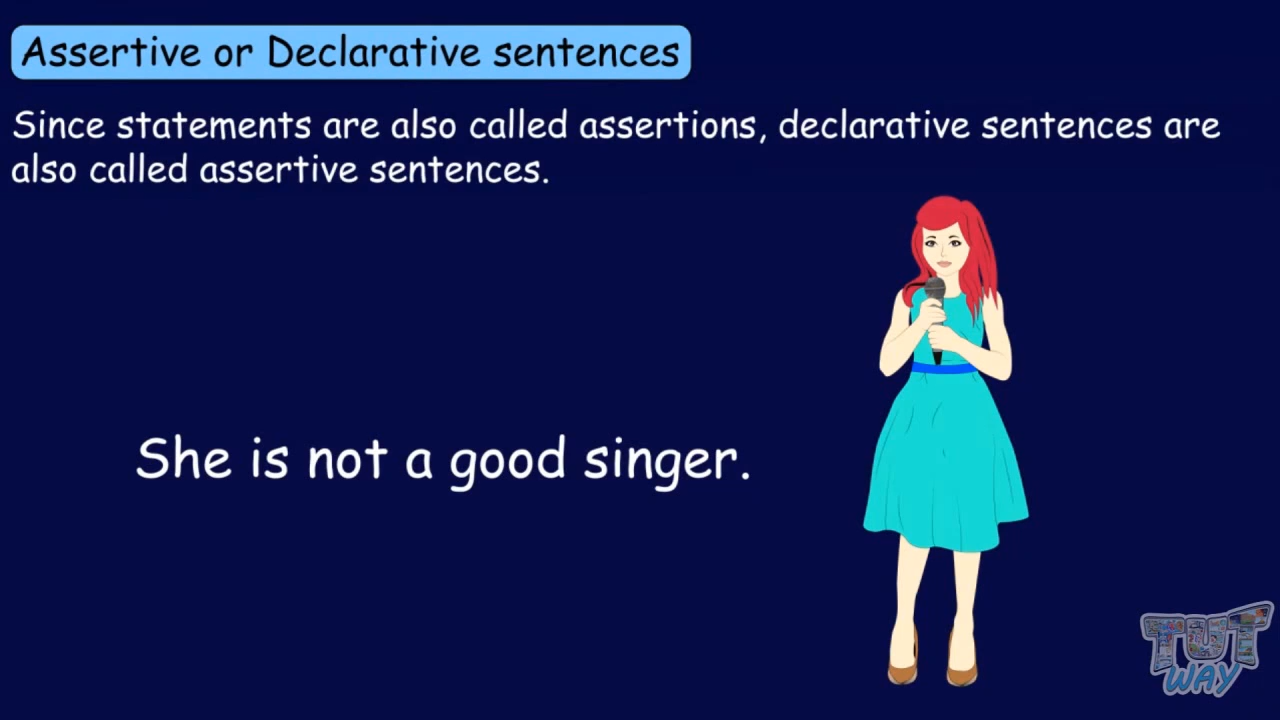 Assertive or Declarative sentences
Since statements are also called assertions, declarative sentences are
also called assertive sentences.
She is not a good singer.
TUT
WAY